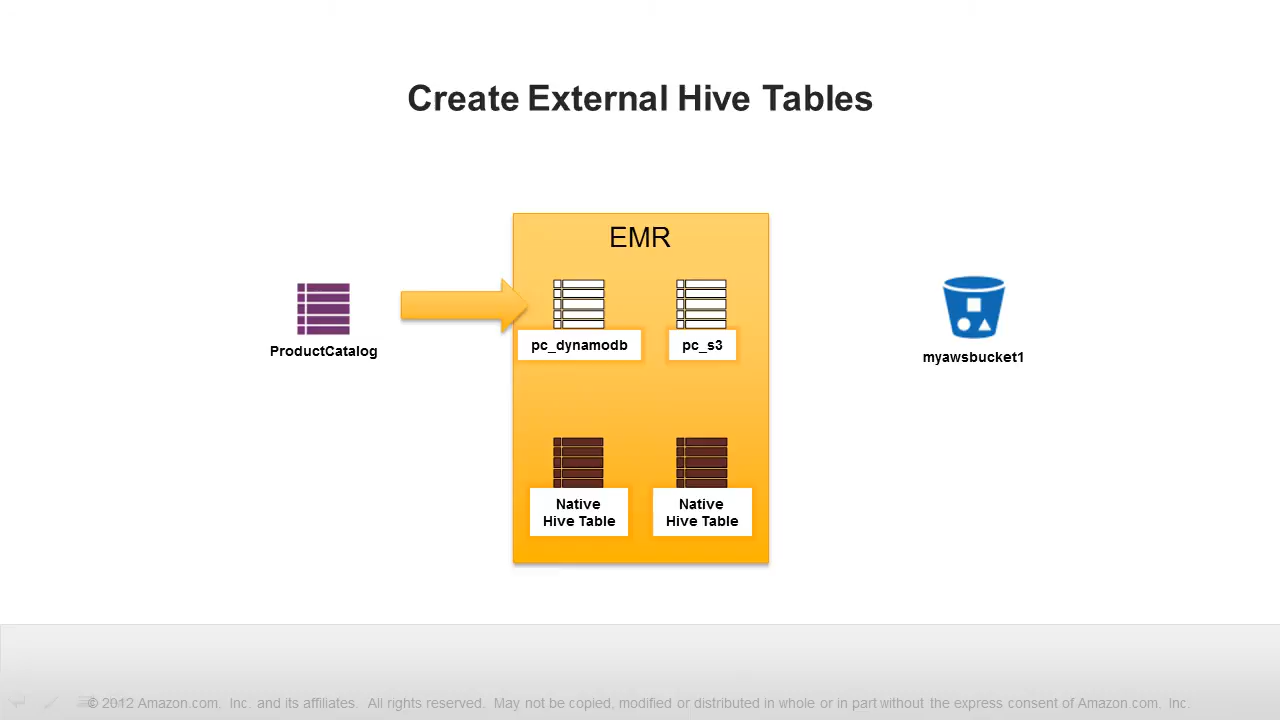 Create External Hive Tables
EMR
ProductCatalog
pc_dynamodb
pc_s3
myawsbucket1
Native
Hive Table
Native
Hive Table
© 2012 Amazon.com. Inc. and its affiliates. All rights reserved. May not be copied, modified or distributed in whole or in part without the express consent of Amazon.com. Inc.